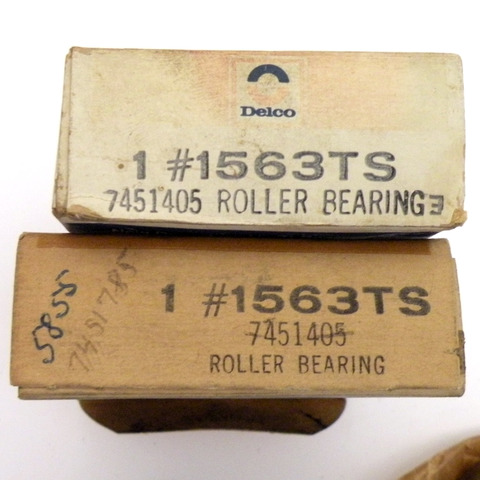 Delco
1 #1563TS
7451405 ROLLER BEARING
1 #1563TS
7451405
ROLLER BEARING
5855
7451785